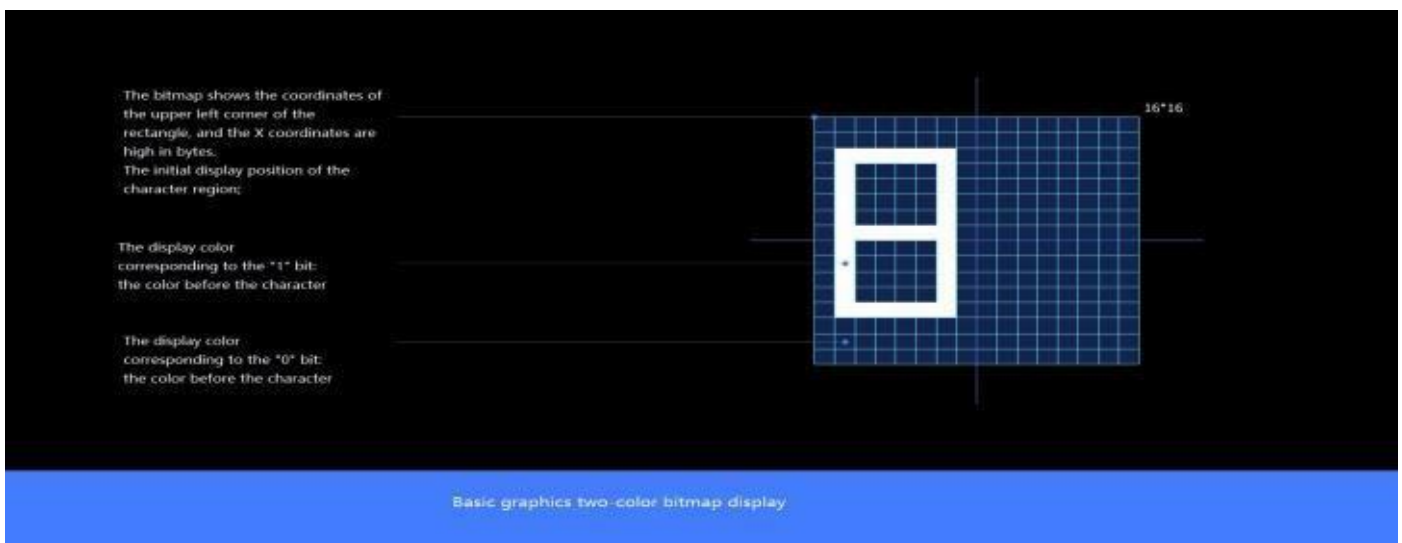 The bitmap shows the coordinates of
the upper left corner of the
rectangle, and the X coordinates are
high in bytes.
The initial display position of the
character region;
The display color
corresponding to the "1" bit:
the color before the character
The display color
corresponding to the "0" bit:
the color before the character
16*16
Basic graphics two-color bitmap display